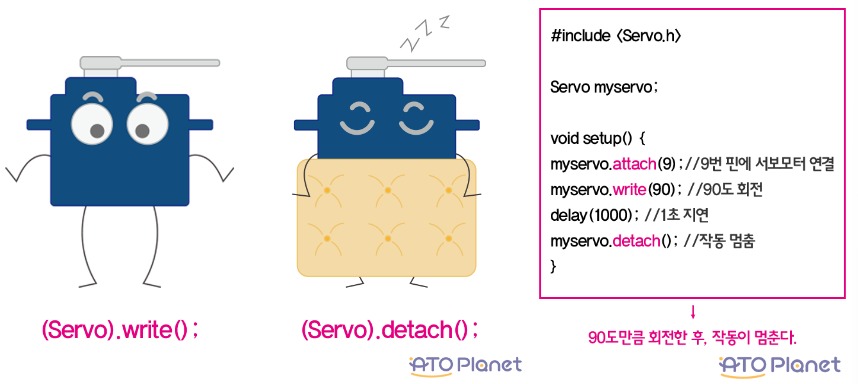 z z z
(Servo).write();
(Servo).detach();
ATO Planet
#include <Servo.h>
Servo myservo;
void setup() {
myservo.attach(9); //9번 핀에 서보모터 연결
myservo.write(90); //90도 회전
delay(1000); //1초 지연
myservo.detach(); //작동 멈춤
}
↓
90도만큼 회전한 후, 작동이 멈춘다.
ATO Planet